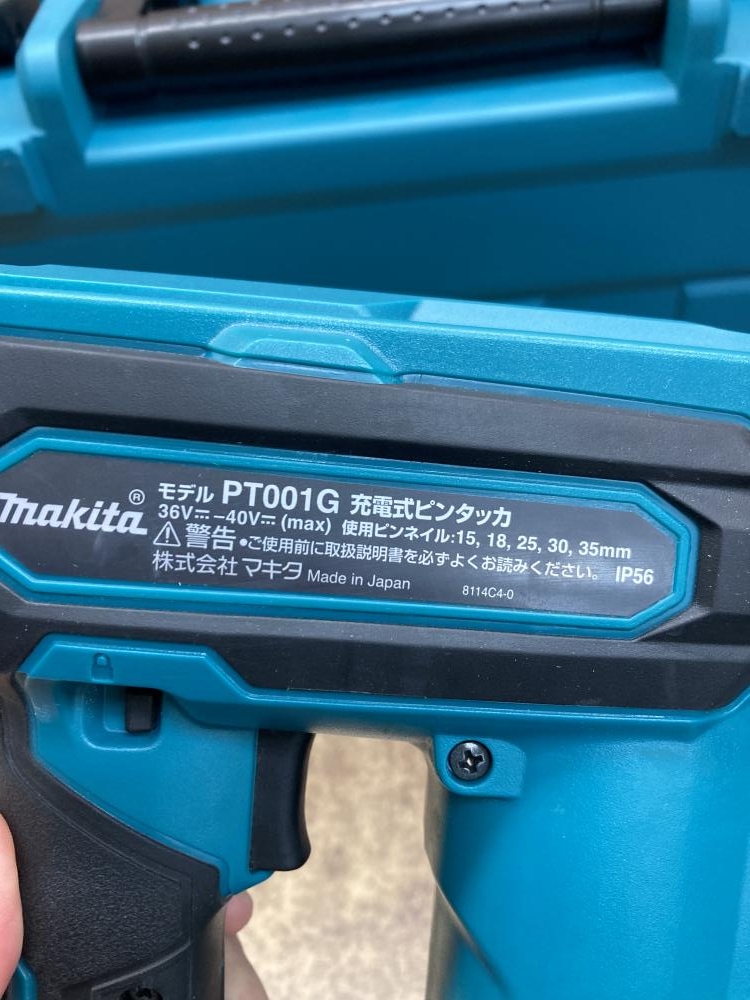 makita® モデル PT001G 充電式ピンタッカ
36V⎓–40V⎓(max) 使用ピンネイル:15, 18, 25, 30, 35mm
⚠警告 •ご使用前に取扱説明書を必ずよくお読みください。 IP56
株式会社 マキタ Made in Japan 8114C4-0